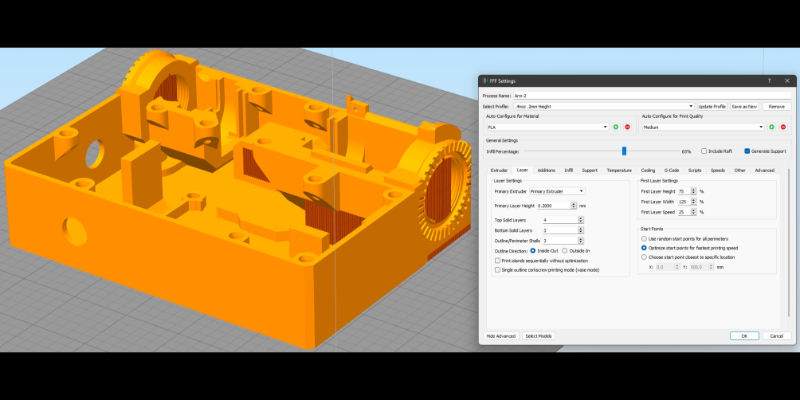 FFF Settings
Process Name: Arm-2
Select Profile: Anvz .2mm Height Update Profile Save as New Remove
Auto-Configure for Material Auto-Configure for Print Quality
PLA Medium
General Settings
Infill Percentage: 60% Include Raft Generate Support
Extruder Layer Additions Infill Support Temperature Cooling G-Code Scripts Speeds Other Advanced
Layer Settings First Layer Settings
Primary Extruder Primary Extruder First Layer Height 75 %
Primary Layer Height 0.2000 mm First Layer Width 125 %
First Layer Speed 25 %
Top Solid Layers 4
Bottom Solid Layers 3 Start Points
Outline/Perimeter Shells 3 Use random start points for all perimeters
Outline Direction: Inside-Out Outside-In Optimize start points for fastest printing speed
Print islands sequentially without optimization Choose start point closest to specific location
Single outline corkscrew printing mode (vase mode) X: 0.0 Y: mm
Hide Advanced Select Models OK Cancel